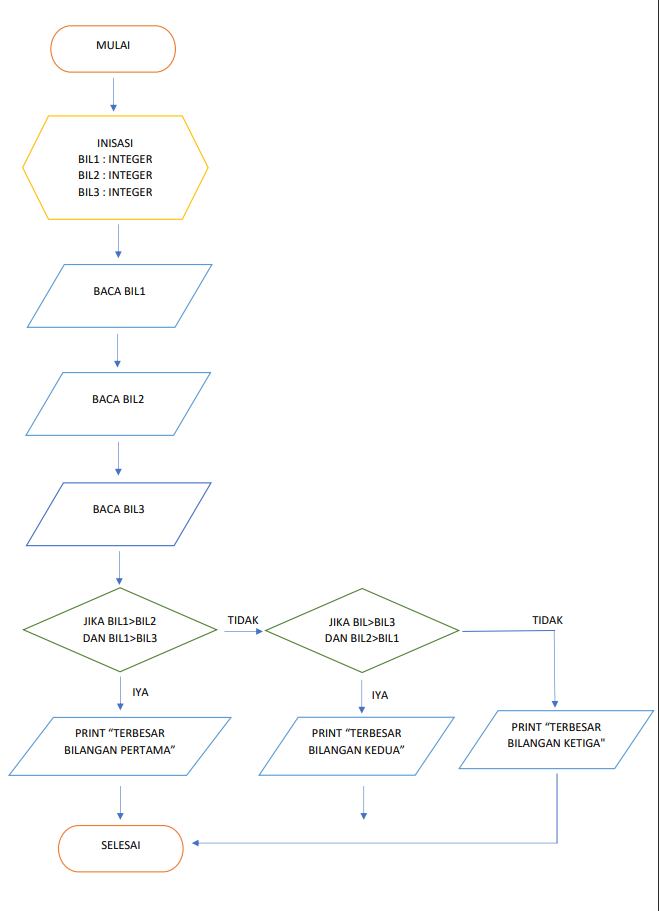 MULAI
INISASI
BIL1 : INTEGER
BIL2 : INTEGER
BIL3 : INTEGER
BACA BIL1
BACA BIL2
BACA BIL3
JIKA BIL1>BIL2
DAN BIL1>BIL3
TIDAK
JIKA BIL>BIL3
DAN BIL2>BIL1
TIDAK
IYA
IYA
PRINT “TERBESAR
BILANGAN PERTAMA”
PRINT “TERBESAR
BILANGAN KEDUA”
PRINT “TERBESAR
BILANGAN KETIGA"
SELESAI